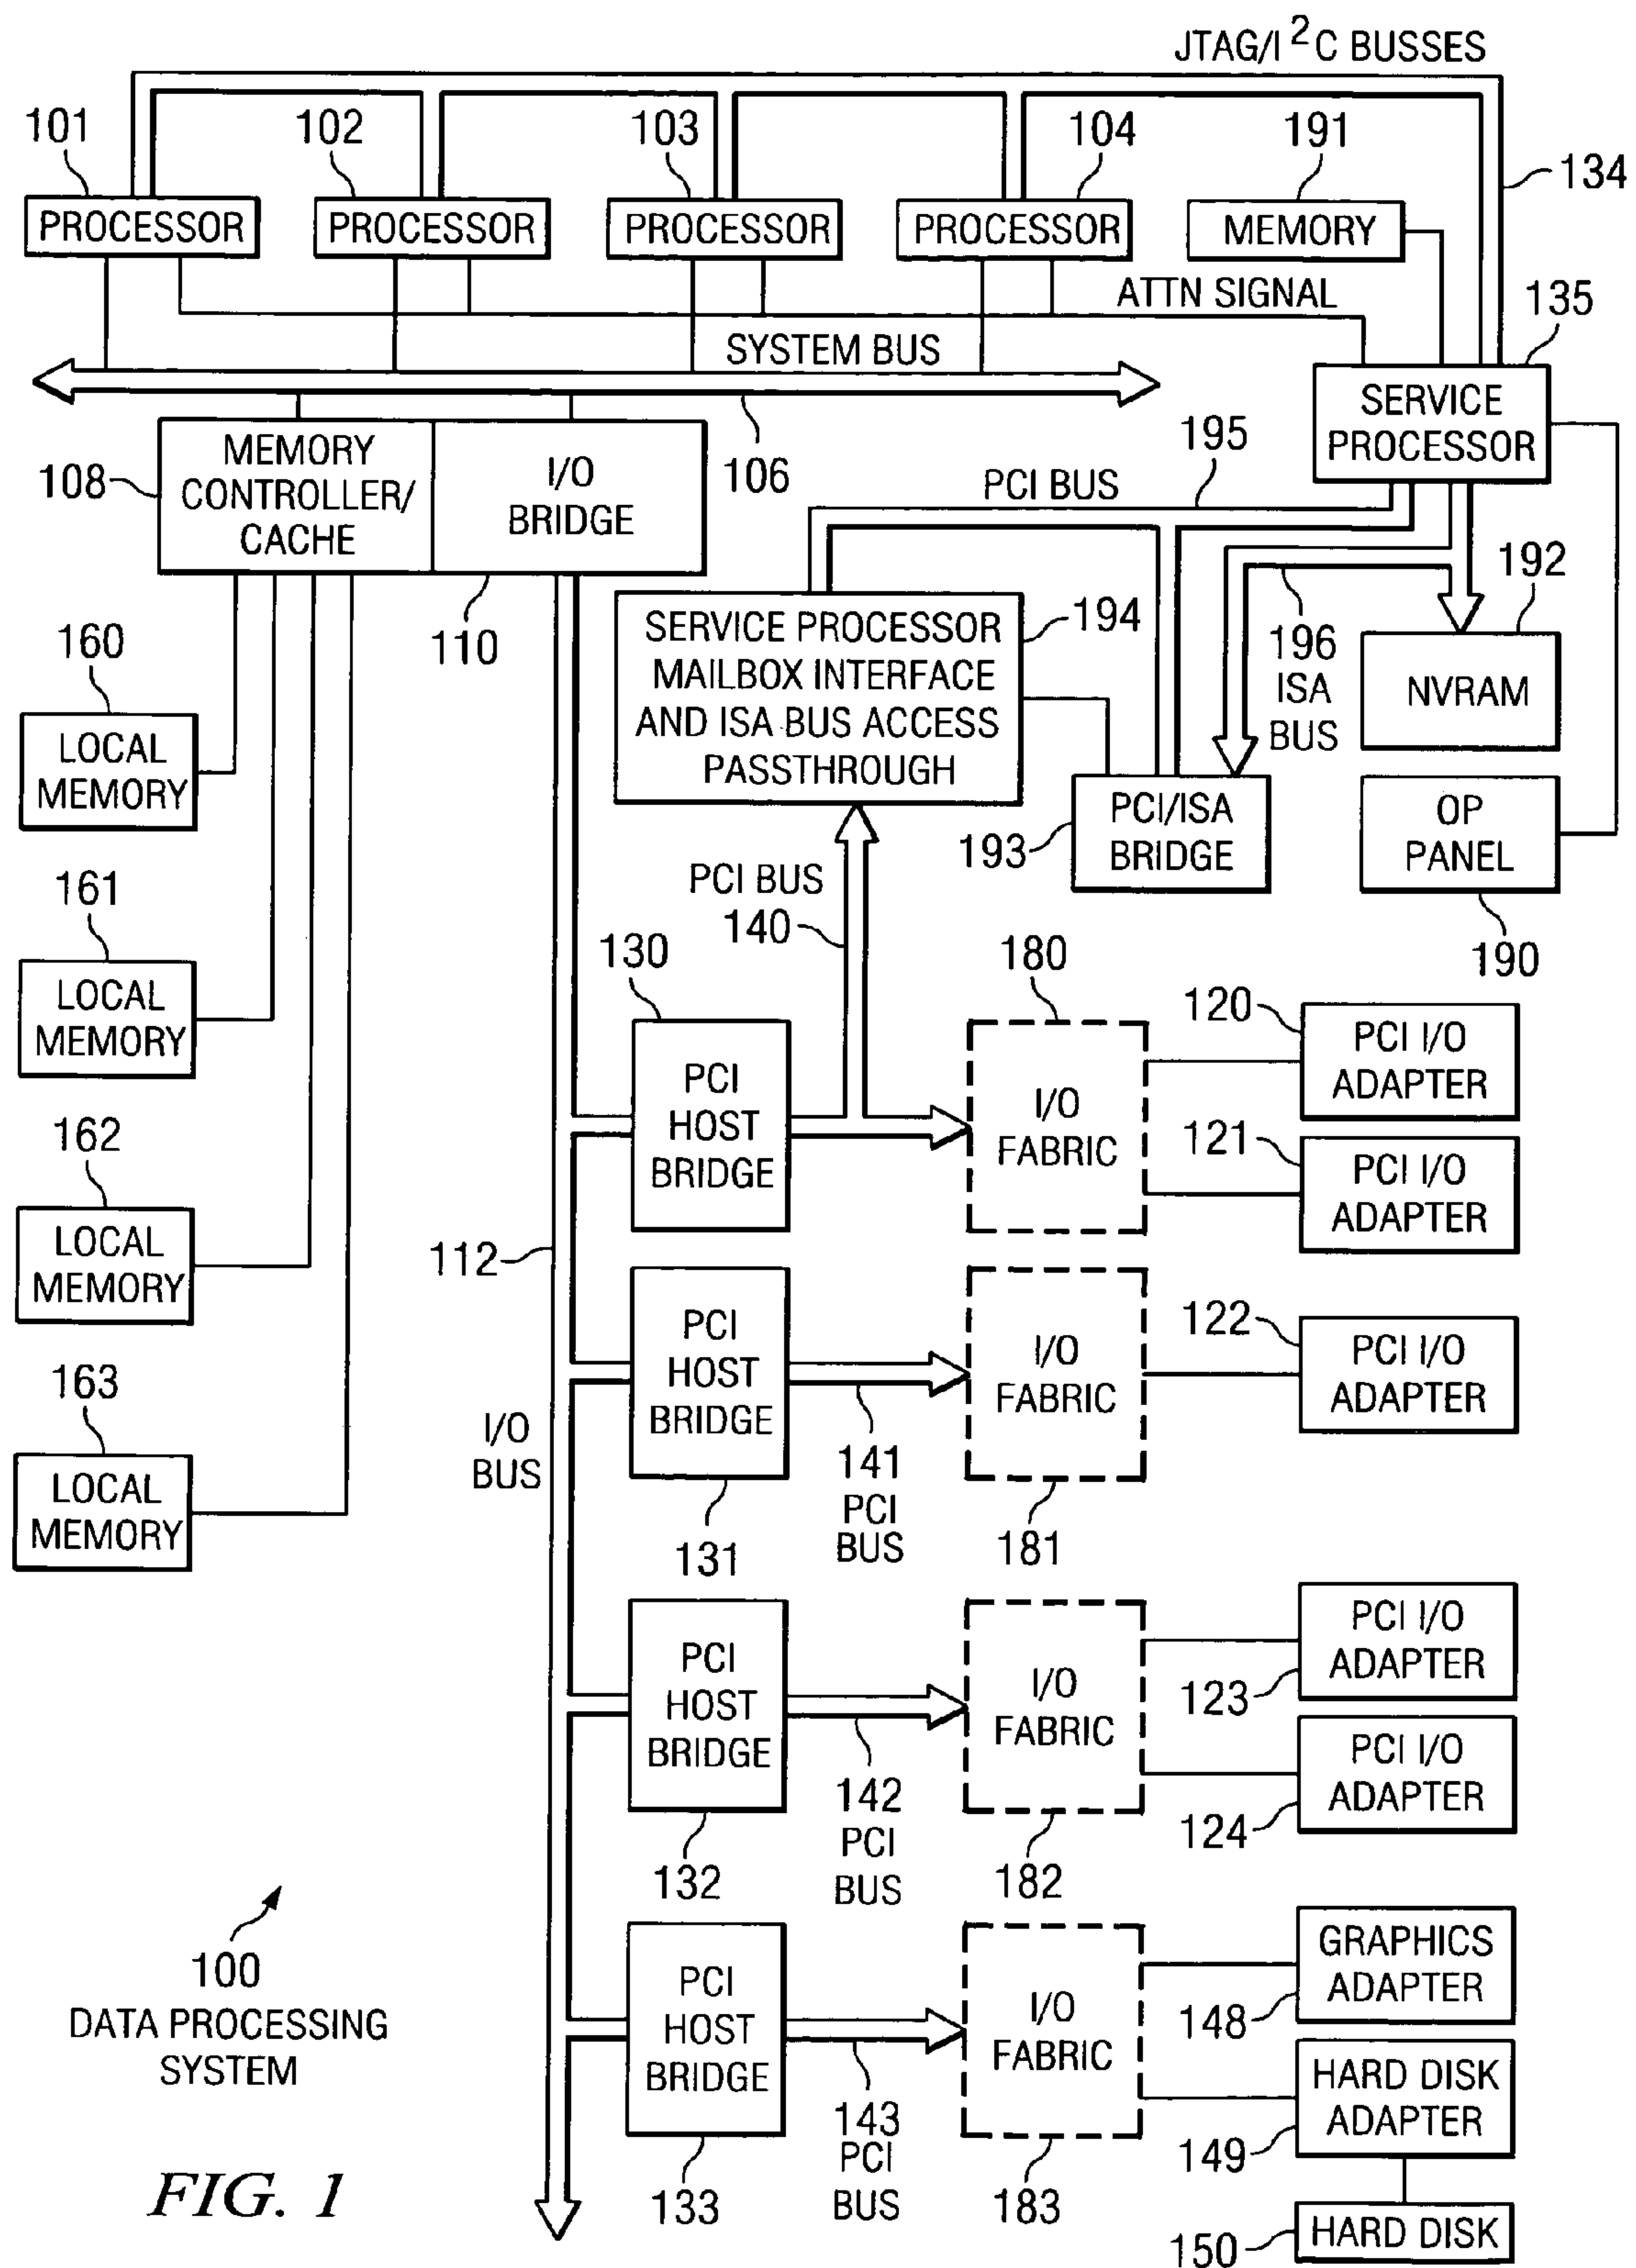 JTAG/I²C BUSSES
101
102
103
104
191
134
PROCESSOR
PROCESSOR
PROCESSOR
PROCESSOR
MEMORY
ATTN SIGNAL
135
SYSTEM BUS
SERVICE
PROCESSOR
108
MEMORY
CONTROLLER/
CACHE
I/O
BRIDGE
106
195
PCI BUS
110
192
160
SERVICE PROCESSOR
MAILBOX INTERFACE
AND ISA BUS ACCESS
PASSTHROUGH
194
196
ISA
BUS
NVRAM
LOCAL
MEMORY
193
PCI/ISA
BRIDGE
OP
PANEL
190
161
PCI BUS
140
130
180
120
LOCAL
MEMORY
PCI
HOST
BRIDGE
I/O
FABRIC
PCI I/O
ADAPTER
121
PCI I/O
ADAPTER
162
LOCAL
MEMORY
112
PCI
HOST
BRIDGE
I/O
FABRIC
122
PCI I/O
ADAPTER
163
I/O
BUS
141
PCI
BUS
131
181
LOCAL
MEMORY
PCI
HOST
BRIDGE
I/O
FABRIC
PCI I/O
ADAPTER
123
PCI I/O
ADAPTER
124
142
PCI
BUS
132
182
100
DATA PROCESSING
SYSTEM
PCI
HOST
BRIDGE
I/O
FABRIC
GRAPHICS
ADAPTER
148
HARD DISK
ADAPTER
149
143
PCI
BUS
133
183
150
HARD DISK
FIG. 1